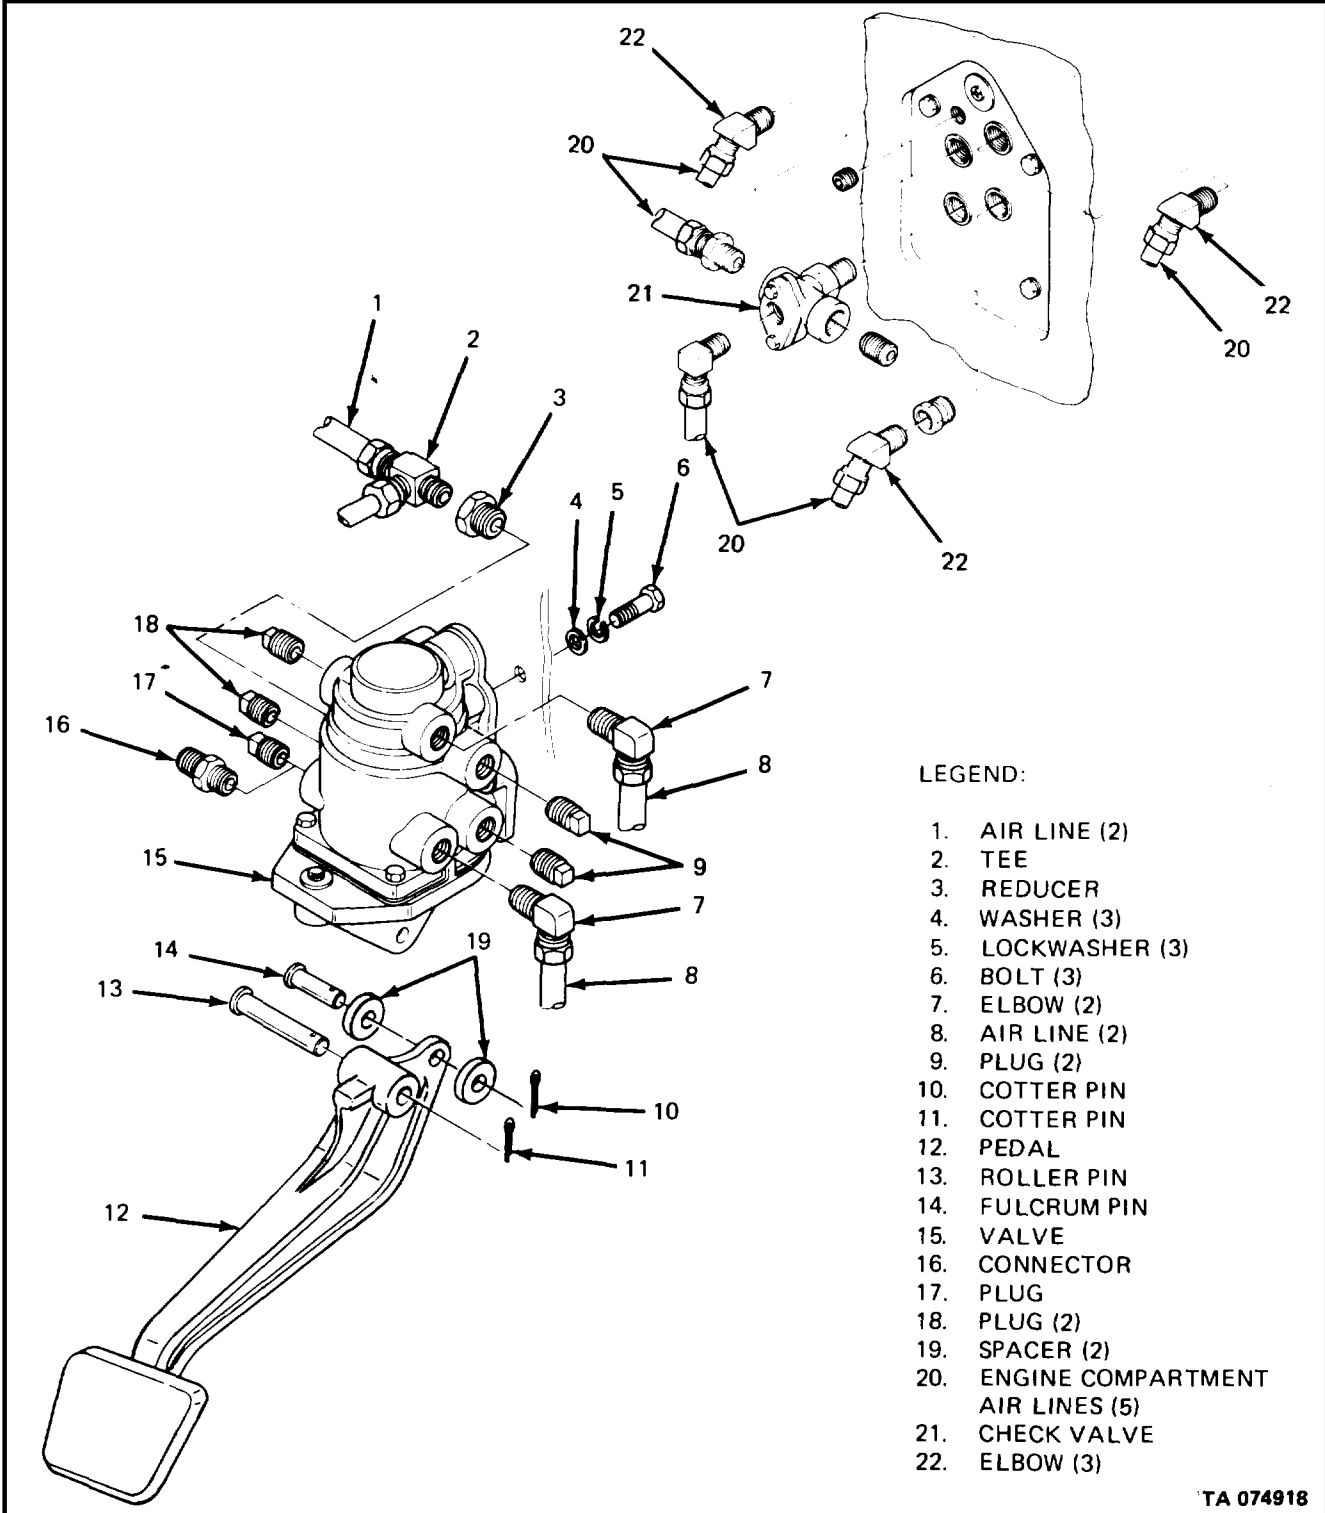 22
20
21
22
20
1
2
3
6
5
4
20
22
18
17
16
7
8
15
9
7
14
19
13
8
10
11
12
LEGEND:
1. AIR LINE (2)
2. TEE
3. REDUCER
4. WASHER (3)
5. LOCKWASHER (3)
6. BOLT (3)
7. ELBOW (2)
8. AIR LINE (2)
9. PLUG (2)
10. COTTER PIN
11. COTTER PIN
12. PEDAL
13. ROLLER PIN
14. FULCRUM PIN
15. VALVE
16. CONNECTOR
17. PLUG
18. PLUG (2)
19. SPACER (2)
20. ENGINE COMPARTMENT
AIR LINES (5)
21. CHECK VALVE
22. ELBOW (3)
TA 074918